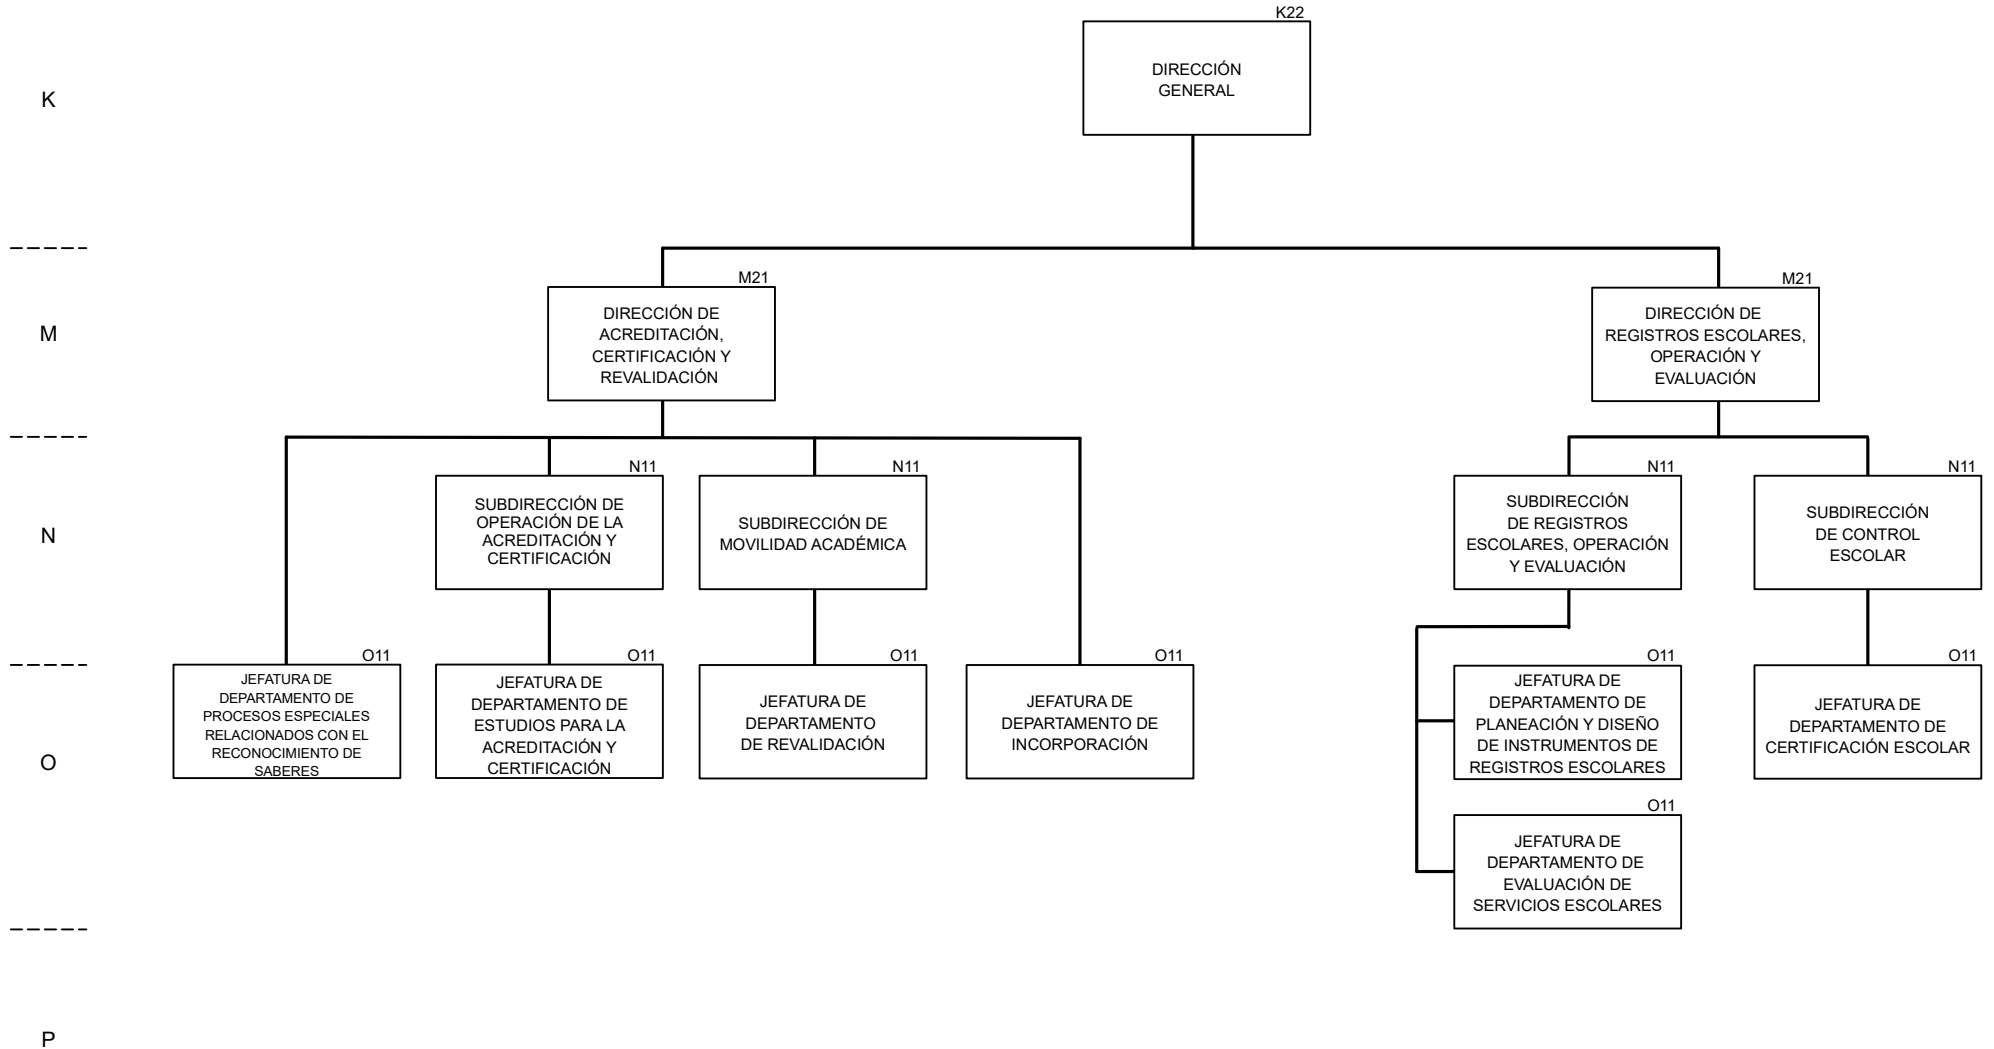 K22
DIRECCIÓN
GENERAL
K
M21
DIRECCIÓN DE
ACREDITACIÓN,
CERTIFICACIÓN Y
REVALIDACIÓN
M21
DIRECCIÓN DE
REGISTROS ESCOLARES,
OPERACIÓN Y
EVALUACIÓN
M
N11
SUBDIRECCIÓN DE
OPERACIÓN DE LA
ACREDITACIÓN Y
CERTIFICACIÓN
N11
SUBDIRECCIÓN DE
MOVILIDAD ACADÉMICA
N11
SUBDIRECCIÓN
DE REGISTROS
ESCOLARES, OPERACIÓN
Y EVALUACIÓN
N11
SUBDIRECCIÓN
DE CONTROL
ESCOLAR
N
O11
JEFATURA DE
DEPARTAMENTO DE
PROCESOS ESPECIALES
RELACIONADOS CON EL
RECONOCIMIENTO DE
SABERES
O11
JEFATURA DE
DEPARTAMENTO DE
ESTUDIOS PARA LA
ACREDITACIÓN Y
CERTIFICACIÓN
O11
JEFATURA DE
DEPARTAMENTO
DE REVALIDACIÓN
O11
JEFATURA DE
DEPARTAMENTO DE
INCORPORACIÓN
O11
JEFATURA DE
DEPARTAMENTO DE
PLANEACIÓN Y DISEÑO
DE INSTRUMENTOS DE
REGISTROS ESCOLARES
O11
JEFATURA DE
DEPARTAMENTO DE
CERTIFICACIÓN ESCOLAR
O
O11
JEFATURA DE
DEPARTAMENTO DE
EVALUACIÓN DE
SERVICIOS ESCOLARES
P